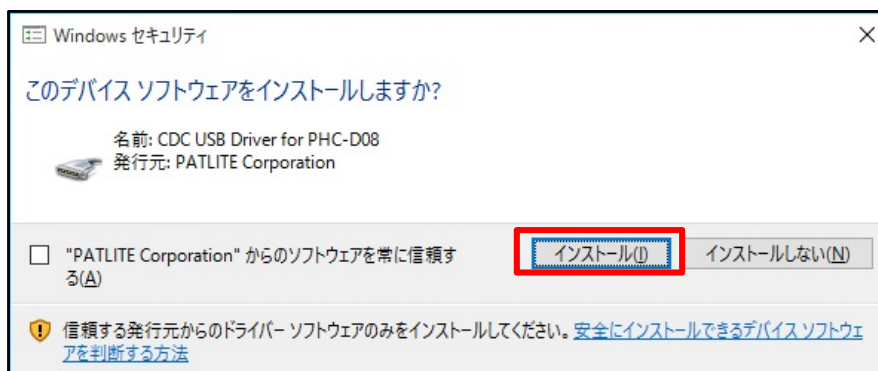 Windows セキュリティ
このデバイス ソフトウェアをインストールしますか?
名前: CDC USB Driver for PHC-D08
発行元: PATLITE Corporation
"PATLITE Corporation" からのソフトウェアを常に信頼す
る(A)
インストール(I)
インストールしない(N)
信頼する発行元からのドライバー ソフトウェアのみをインストールしてください。安全にインストールできるデバイス ソフトウェ
アを判断する方法